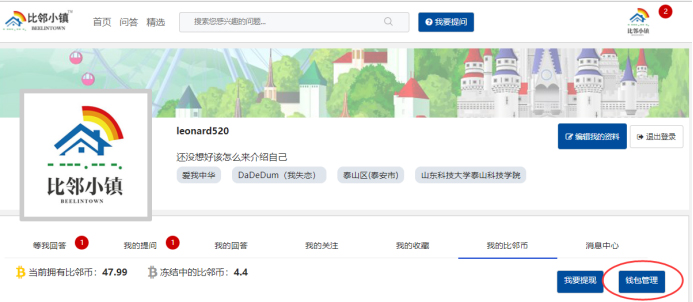 比邻小镇 TM
BEELINTOWN
首页 问答 精选
搜索您想兴趣的问题...
我要提问
2
比邻小镇
leonard520
编辑我的资料 退出登录
还没想好该怎么来介绍自己
爱我中华 DaDeDum（我失态） 泰山区(泰安市) 山东科技大学泰山科技学院
比邻小镇
BEELINTOWN
等我回答 1 我的提问 1 我的回答 我的关注 我的收藏 我的比邻币 消息中心
当前拥有比邻币：47.99 冻结中的比邻币：4.4
我要提现 钱包管理